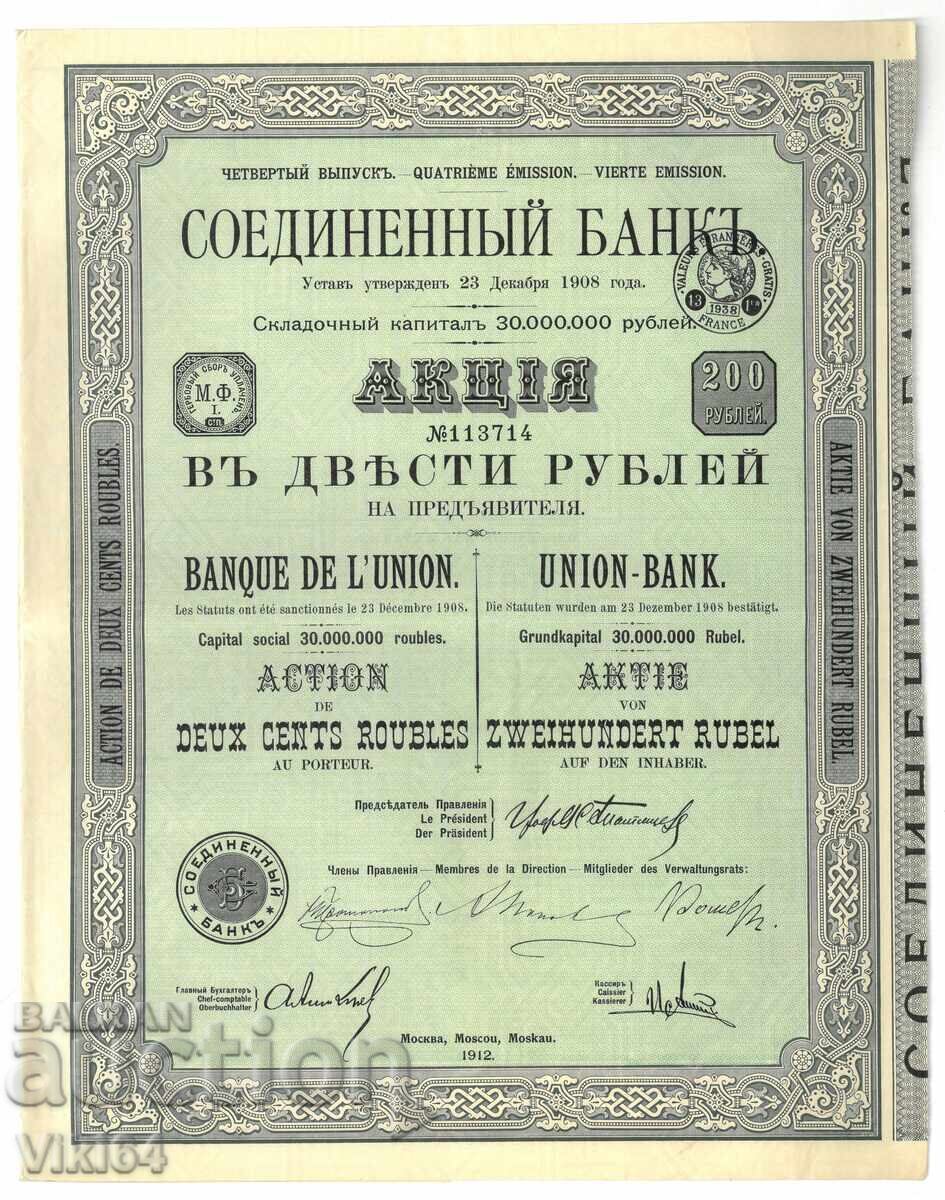 ЧЕТВЕРТЫЙ ВЫПУСКЪ. — QUATRIÈME ÉMISSION. — VIERTE EMISSION.
СОЕДИНЕННЫЙ БАНКЪ.
Уставъ утвержденъ 23 Декабря 1908 года.
VALEURS ÉTRANGÈRES GRATIS
13 1938
FRANCE
Складочный капиталъ 30.000.000 рублей.
АКЦІЯ
ГЕРБОВЫЙ СБОРЪ УПЛАЧЕНЪ.
М.Ф.
I.
СП.
200
РУБЛЕЙ.
№113714
ВЪ ДВѢСТИ РУБЛЕЙ
НА ПРЕДЪЯВИТЕЛЯ.
BANQUE DE L'UNION.
Les Statuts ont été sanctionnés le 23 Décembre 1908.
Capital social 30.000.000 roubles.
ACTION
DE
DEUX CENTS ROUBLES
AU PORTEUR.
UNION-BANK.
Die Statuten wurden am 23 Dezember 1908 bestätigt.
Grundkapital 30.000.000 Rubel.
AKTIE
VON
ZWEIHUNDERT RUBEL
AUF DEN INHABER.
ACTION DE DEUX CENTS ROUBLES.
AKTIE VON ZWEIHUNDERT RUBEL.
Предсѣдатель Правленія
Le Président
Der Präsident
Члены Правленія — Membres de la Direction — Mitglieder des Verwaltungsrats:
СОЕДИНЕННЫЙ
БАНКЪ
Главный Бухгалтеръ
Chef-comptable
Oberbuchhalter
Кассиръ
Caissier
Kassierer
Москва, Moscou, Moskau.
1912.
BALKAN
auction
VIKI64